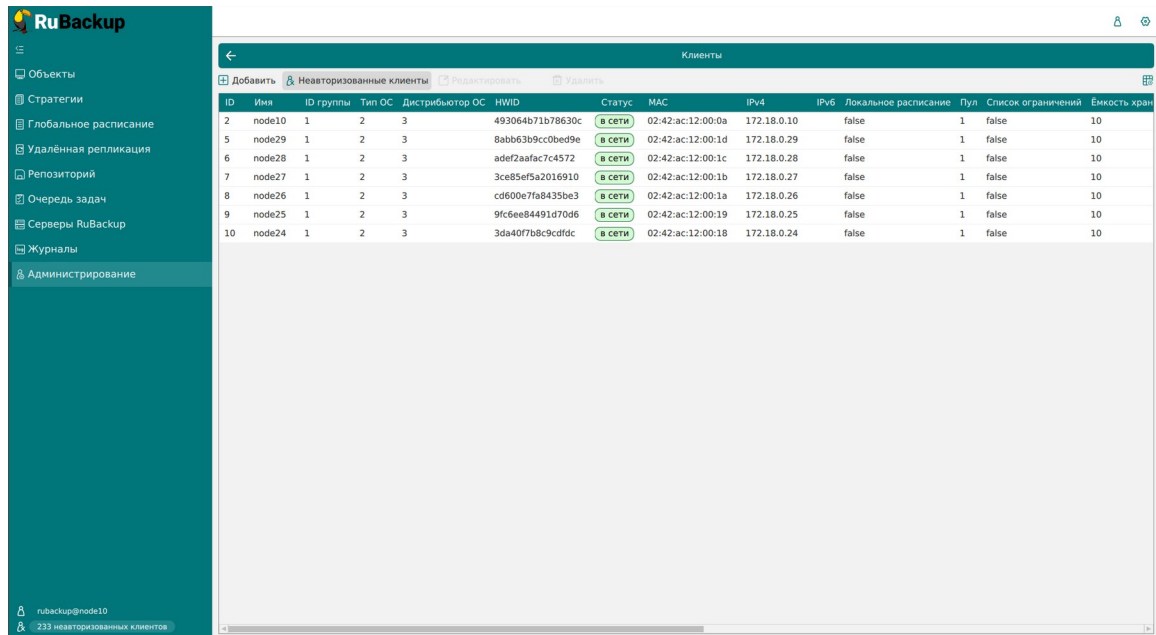 RuBackup
Объекты
Стратегии
Глобальное расписание
Удалённая репликация
Репозиторий
Очередь задач
Серверы RuBackup
Журналы
Администрирование
rubackup@node10
233 неавторизованных клиентов
Клиенты
Добавить Неавторизованные клиенты Редактировать Удалить
ID Имя ID группы Тип ОС Дистрибьютор ОС HWID Статус MAC IPv4 IPv6 Локальное расписание Пул Список ограничений Ёмкость хран
2 node10 1 2 3 493064b71b78630c в сети 02:42:ac:12:00:0a 172.18.0.10 false 1 false 10
5 node29 1 2 3 8abb63b9cc0bed9e в сети 02:42:ac:12:00:1d 172.18.0.29 false 1 false 10
6 node28 1 2 3 adef2aafac7c4572 в сети 02:42:ac:12:00:1c 172.18.0.28 false 1 false 10
7 node27 1 2 3 3ce85ef5a2016910 в сети 02:42:ac:12:00:1b 172.18.0.27 false 1 false 10
8 node26 1 2 3 cd600e7fa8435be3 в сети 02:42:ac:12:00:1a 172.18.0.26 false 1 false 10
9 node25 1 2 3 9fc6ee84491d70d6 в сети 02:42:ac:12:00:19 172.18.0.25 false 1 false 10
10 node24 1 2 3 3da40f7b8c9cdfdc в сети 02:42:ac:12:00:18 172.18.0.24 false 1 false 10